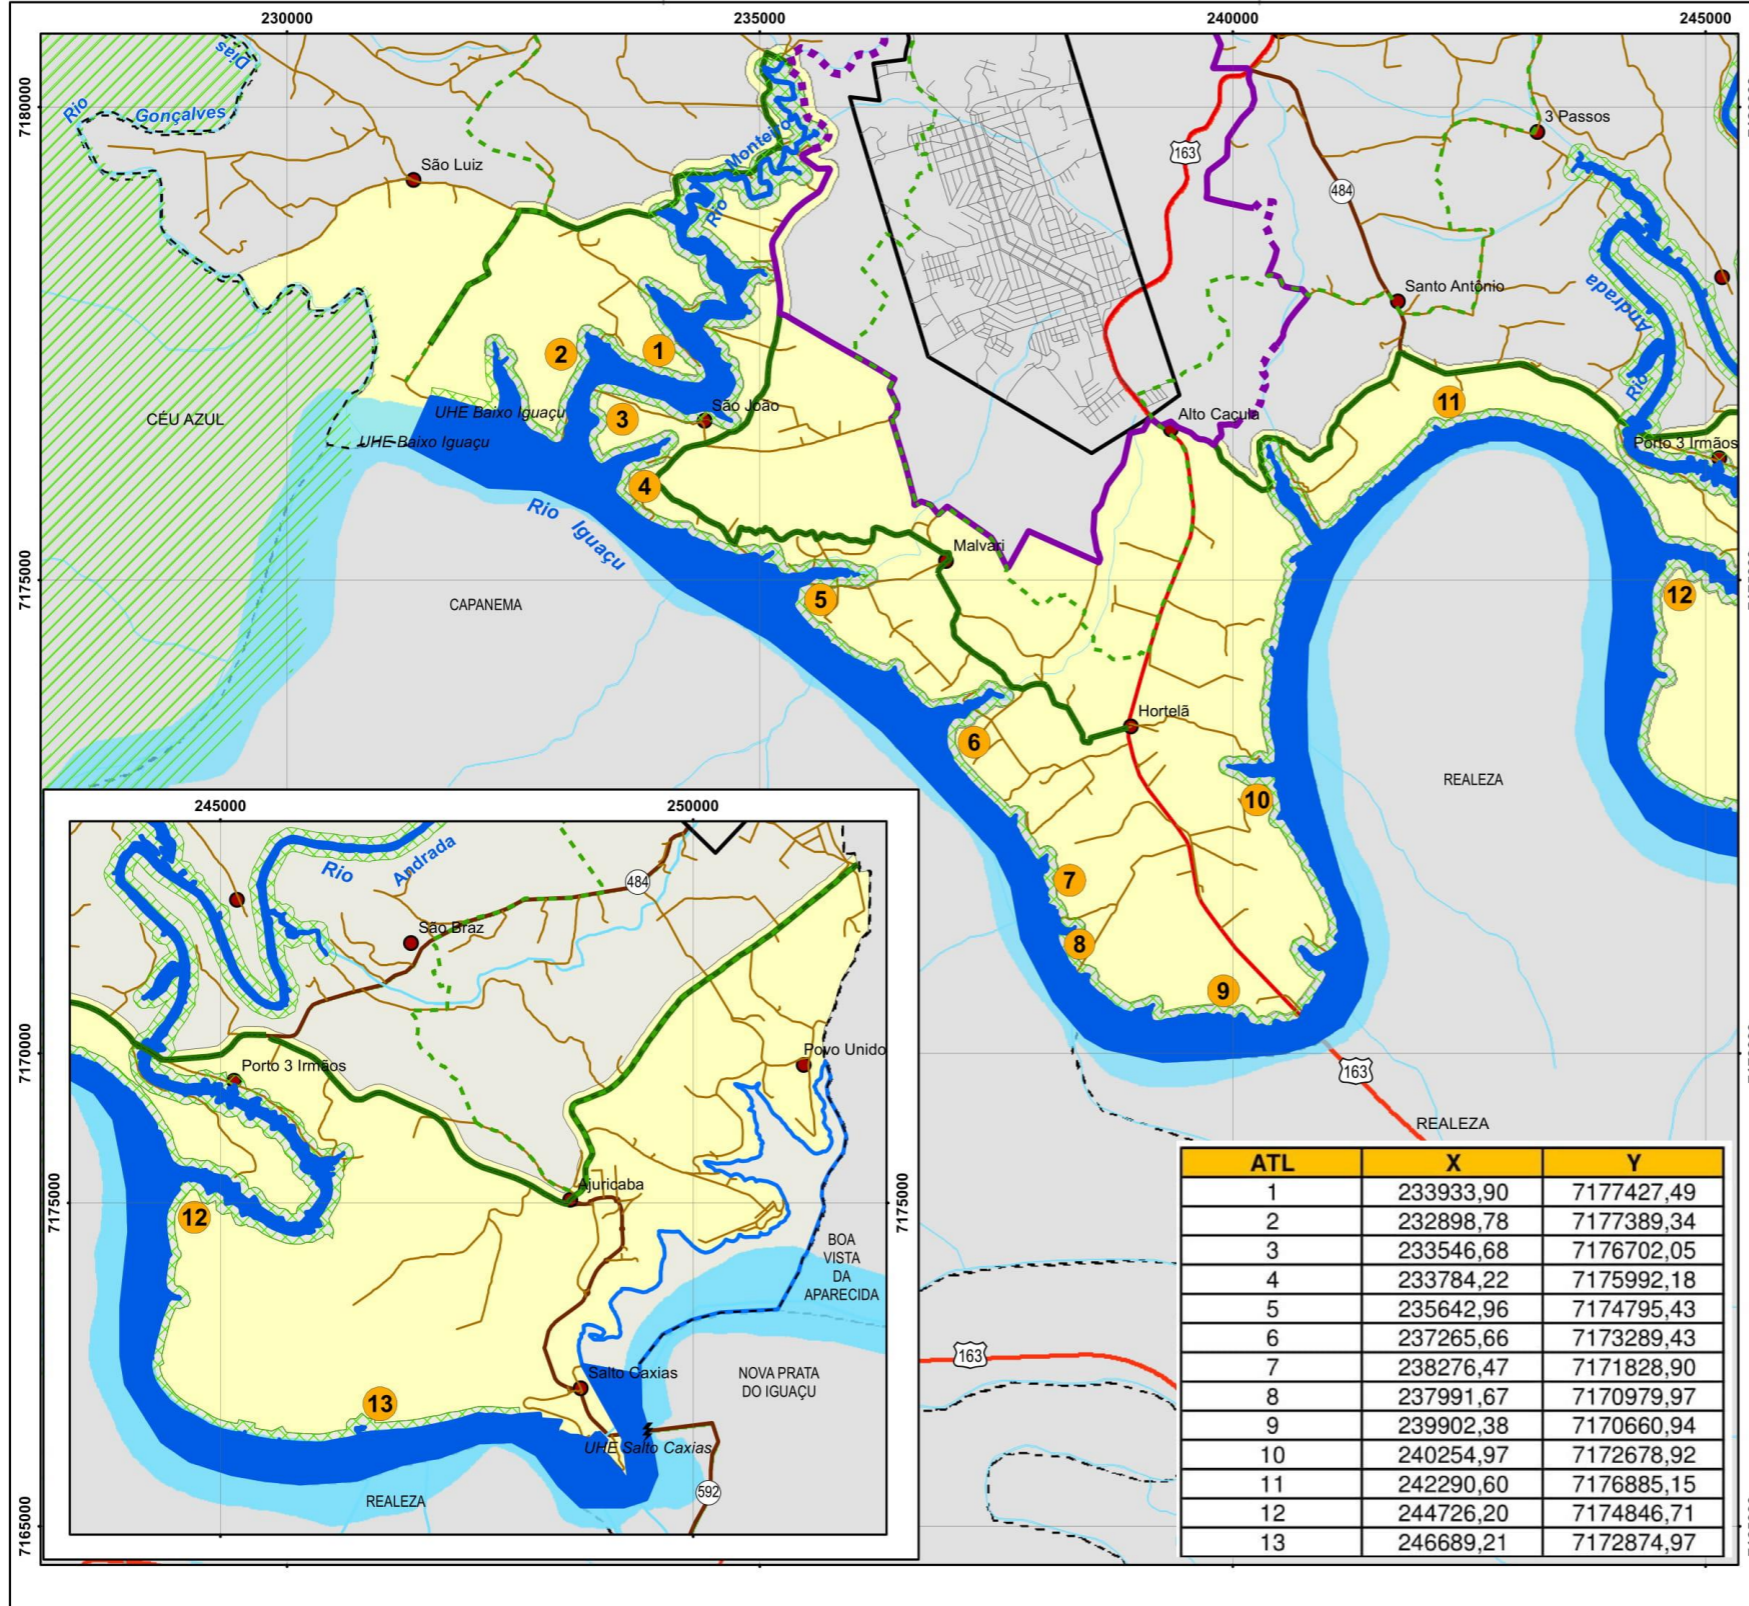 230000
235000
240000
245000
7180000
7175000
7170000
7165000
Rio
Gonçalves
Dias
São Luiz
Rio
Monteiro
163
484
3 Passos
Santo Antônio
Rio
Andrada
1
2
3
4
5
6
7
8
9
10
11
12
São João
UHE Baixo Iguaçu
UHE Baixo Iguaçu
CÉU AZUL
Rio Iguaçu
Alto Caçula
Porto 3 Irmãos
Malvari
CAPANEMA
Hortelã
REALEZA
163
REALEZA
163
245000
250000
7175000
7175000
Rio
Andrada
484
São Braz
Porto 3 Irmãos
Povo Unido
Ajuricaba
12
BOA
VISTA
DA
APARECIDA
Salto Caxias
NOVA PRATA
DO IGUAÇU
13
UHE Salto Caxias
REALEZA
592
ATL X Y
1 233933,90 7177427,49
2 232898,78 7177389,34
3 233546,68 7176702,05
4 233784,22 7175992,18
5 235642,96 7174795,43
6 237265,66 7173289,43
7 238276,47 7171828,90
8 237991,67 7170979,97
9 239902,38 7170660,94
10 240254,97 7172678,92
11 242290,60 7176885,15
12 244726,20 7174846,71
13 246689,21 7172874,97